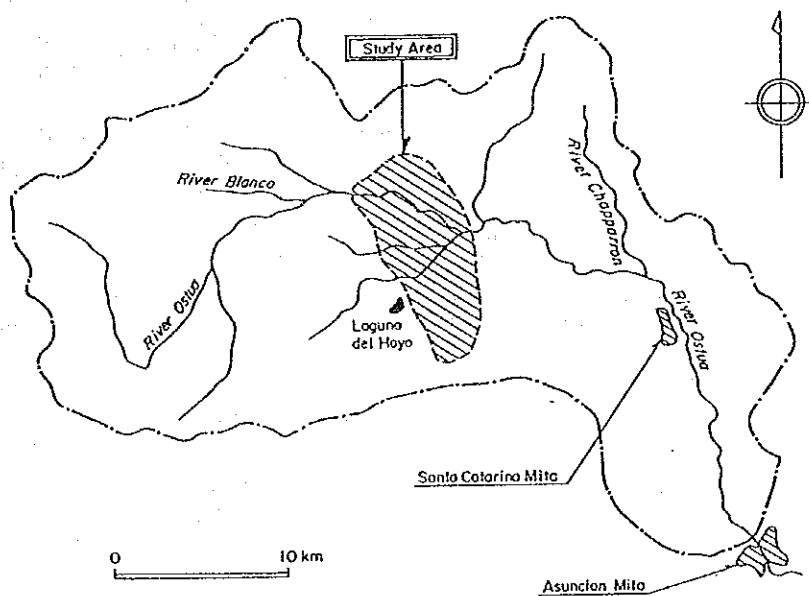 Study Area
River Blanco
River Chapparron
River Ostua
River Ostua
Laguna
del Hoyo
Santa Catarina Mita
0 10 km
Asuncion Mita